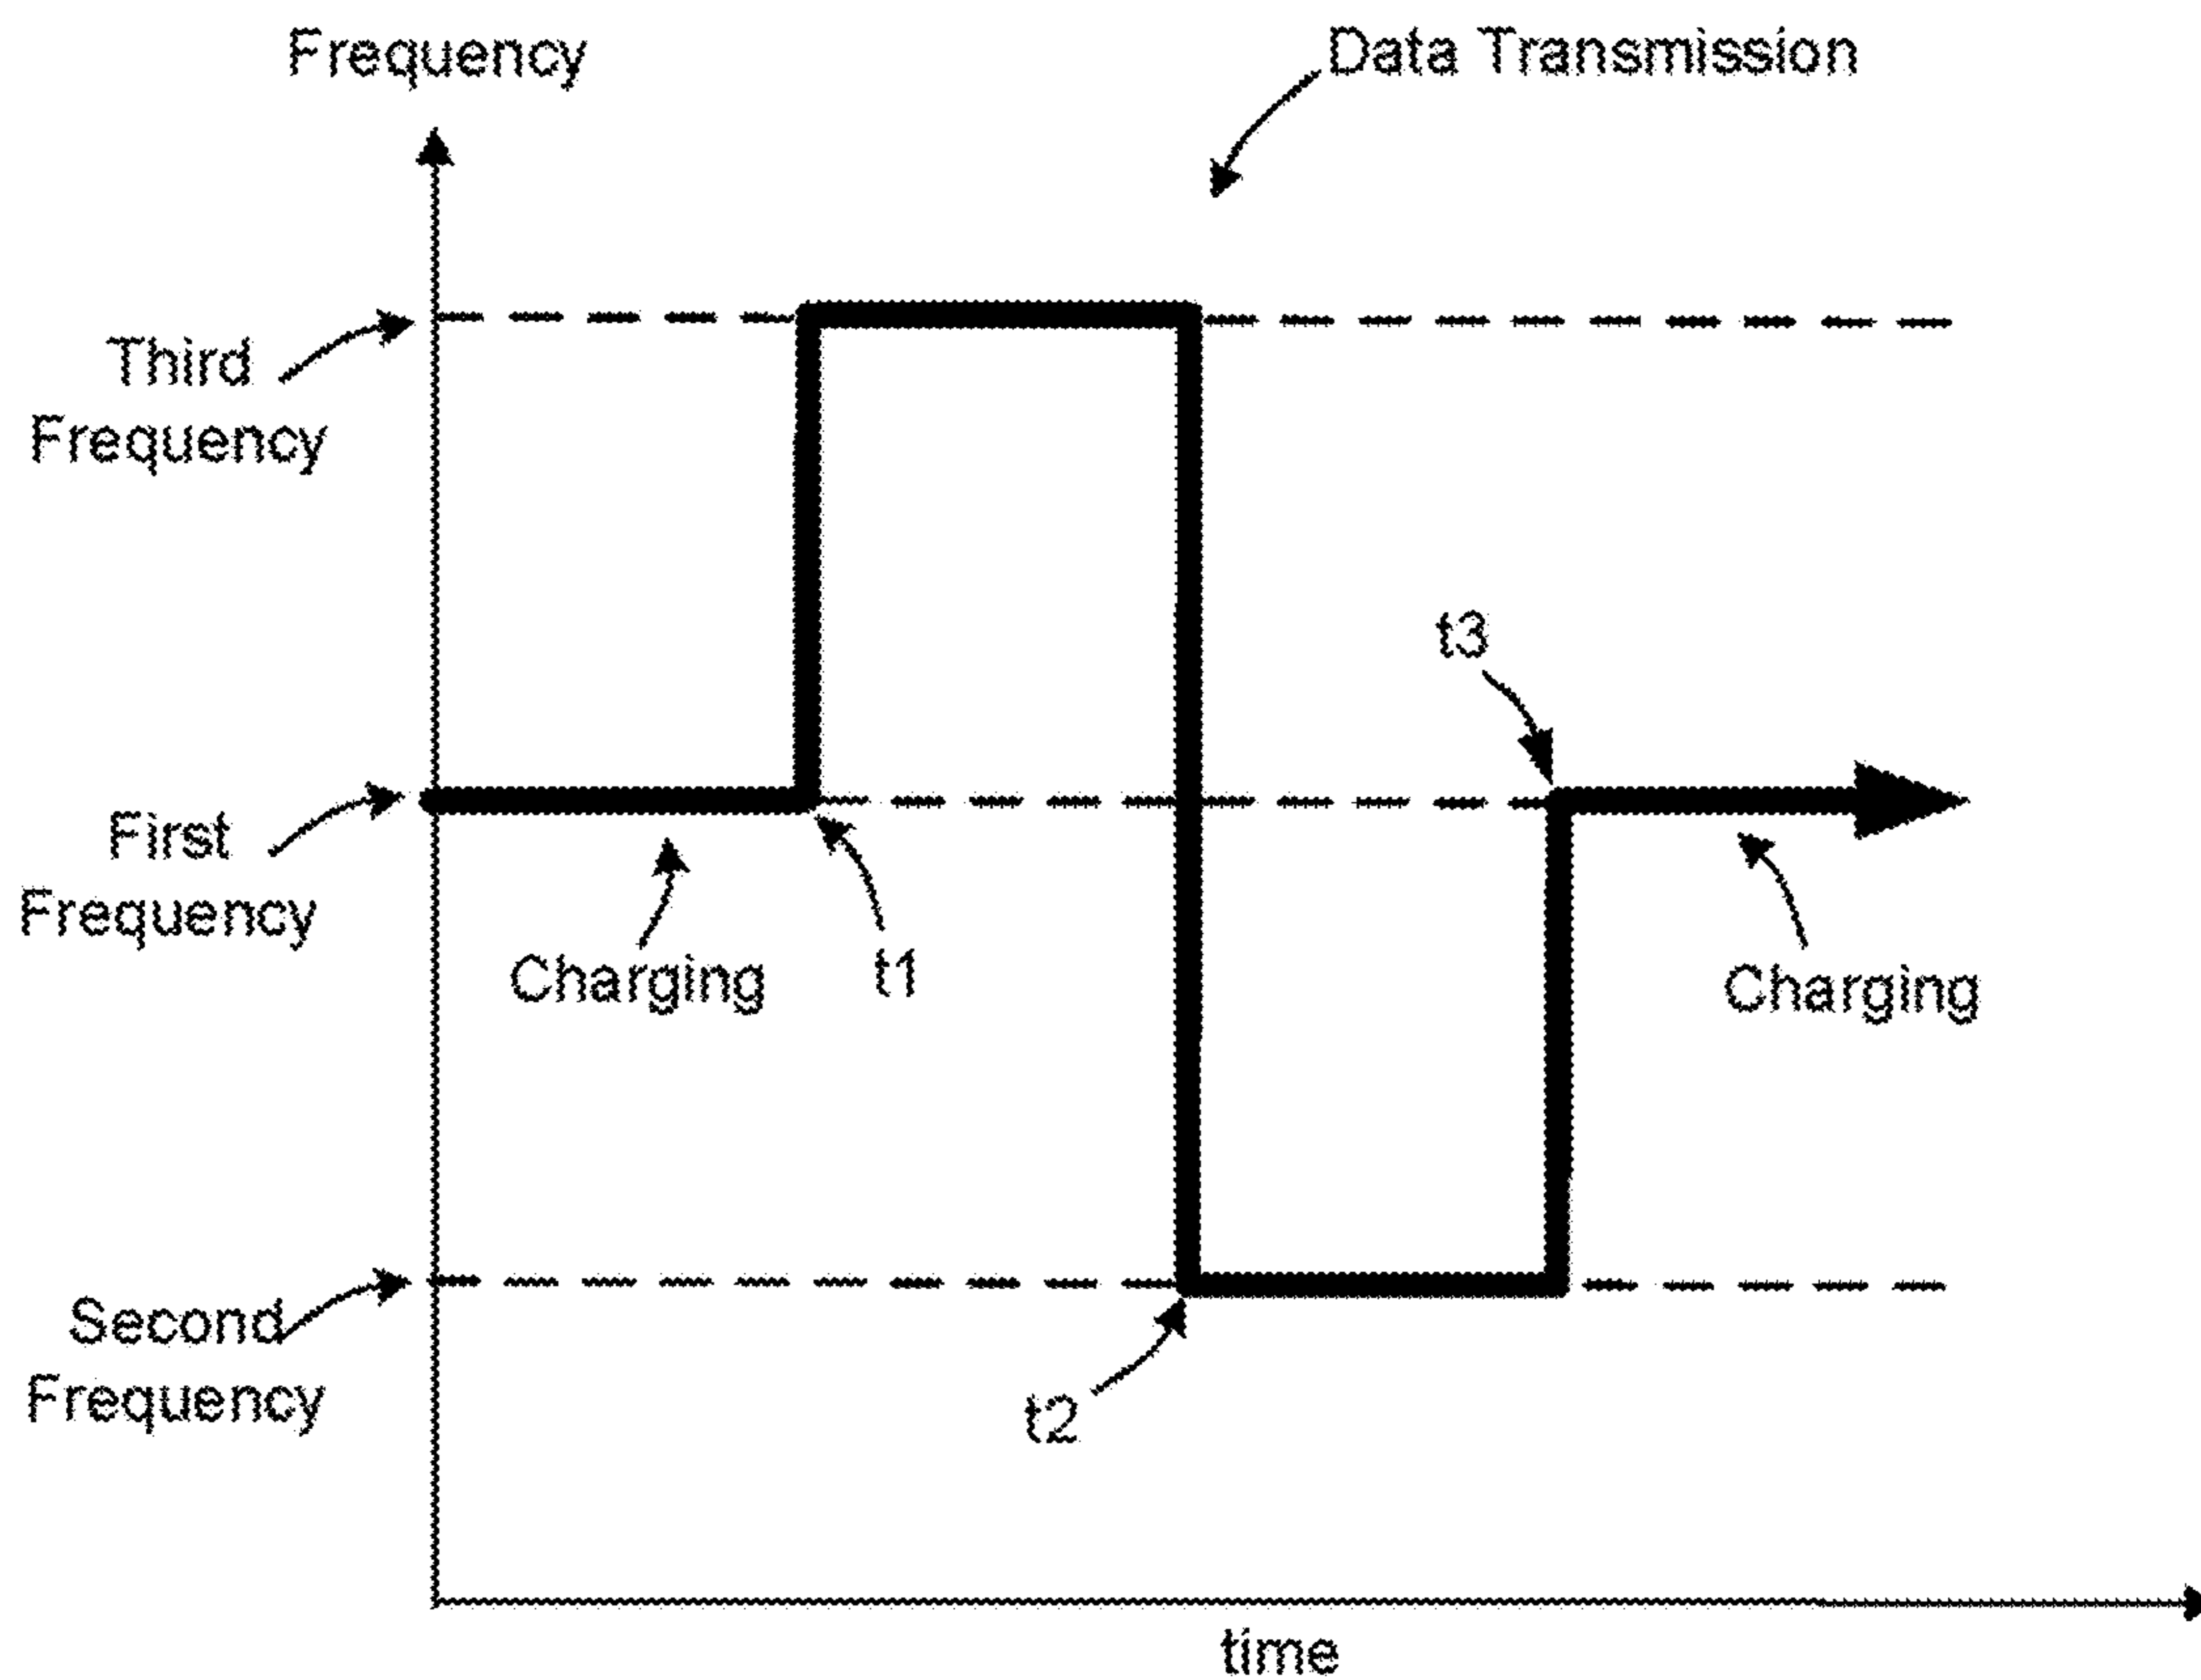 Frequency
Data Transmission
Third
Frequency
t3
First
Frequency
Charging
t1
Charging
Second
Frequency
t2
time